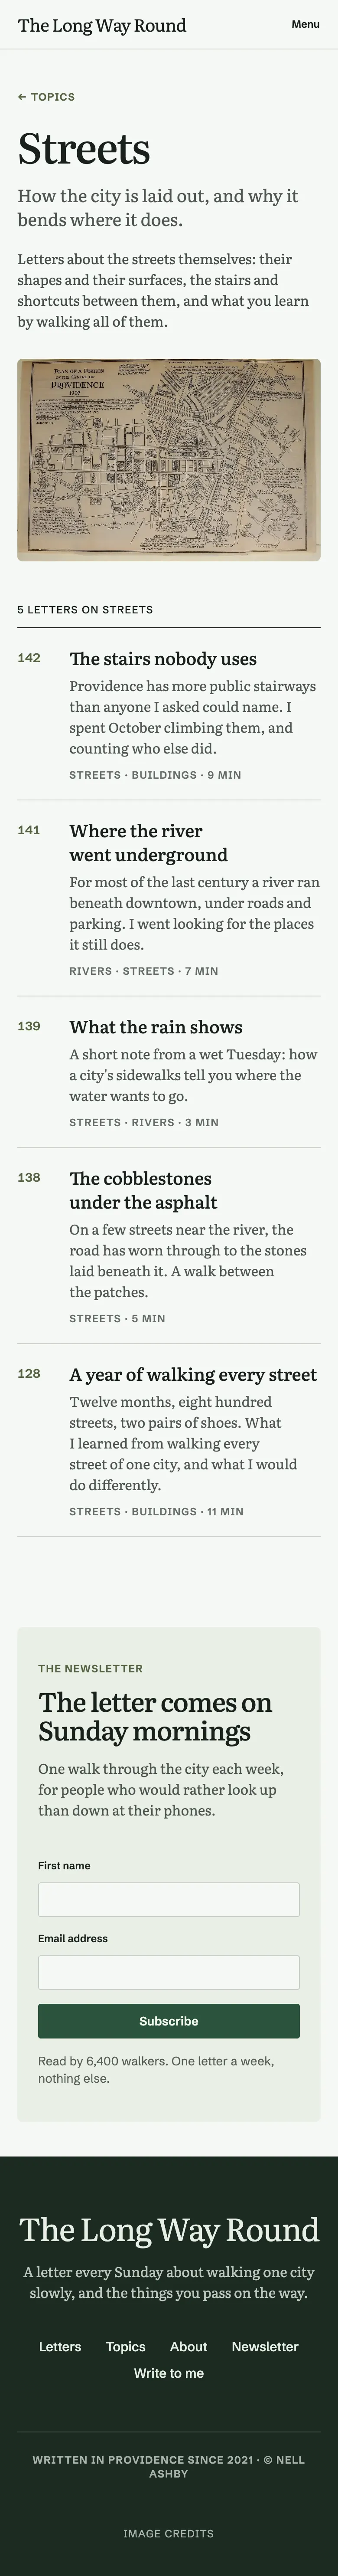 The Long Way Round
Menu
← TOPICS
Streets
How the city is laid out, and why it
bends where it does.
Letters about the streets themselves: their
shapes and their surfaces, the stairs and
shortcuts between them, and what you learn
by walking all of them.
PLAN OF A PORTION
OF THE CENTRE OF
PROVIDENCE
1907
5 LETTERS ON STREETS
142
The stairs nobody uses
Providence has more public stairways
than anyone I asked could name. I
spent October climbing them, and
counting who else did.
STREETS · BUILDINGS · 9 MIN
141
Where the river
went underground
For most of the last century a river ran
beneath downtown, under roads and
parking. I went looking for the places
it still does.
RIVERS · STREETS · 7 MIN
139
What the rain shows
A short note from a wet Tuesday: how
a city's sidewalks tell you where the
water wants to go.
STREETS · RIVERS · 3 MIN
138
The cobblestones
under the asphalt
On a few streets near the river, the
road has worn through to the stones
laid beneath it. A walk between
the patches.
STREETS · 5 MIN
128
A year of walking every street
Twelve months, eight hundred
streets, two pairs of shoes. What
I learned from walking every
street of one city, and what I would
do differently.
STREETS · BUILDINGS · 11 MIN
THE NEWSLETTER
The letter comes on
Sunday mornings
One walk through the city each week,
for people who would rather look up
than down at their phones.
First name
Email address
Subscribe
Read by 6,400 walkers. One letter a week,
nothing else.
The Long Way Round
A letter every Sunday about walking one city
slowly, and the things you pass on the way.
Letters Topics About Newsletter
Write to me
WRITTEN IN PROVIDENCE SINCE 2021 · © NELL
ASHBY
IMAGE CREDITS